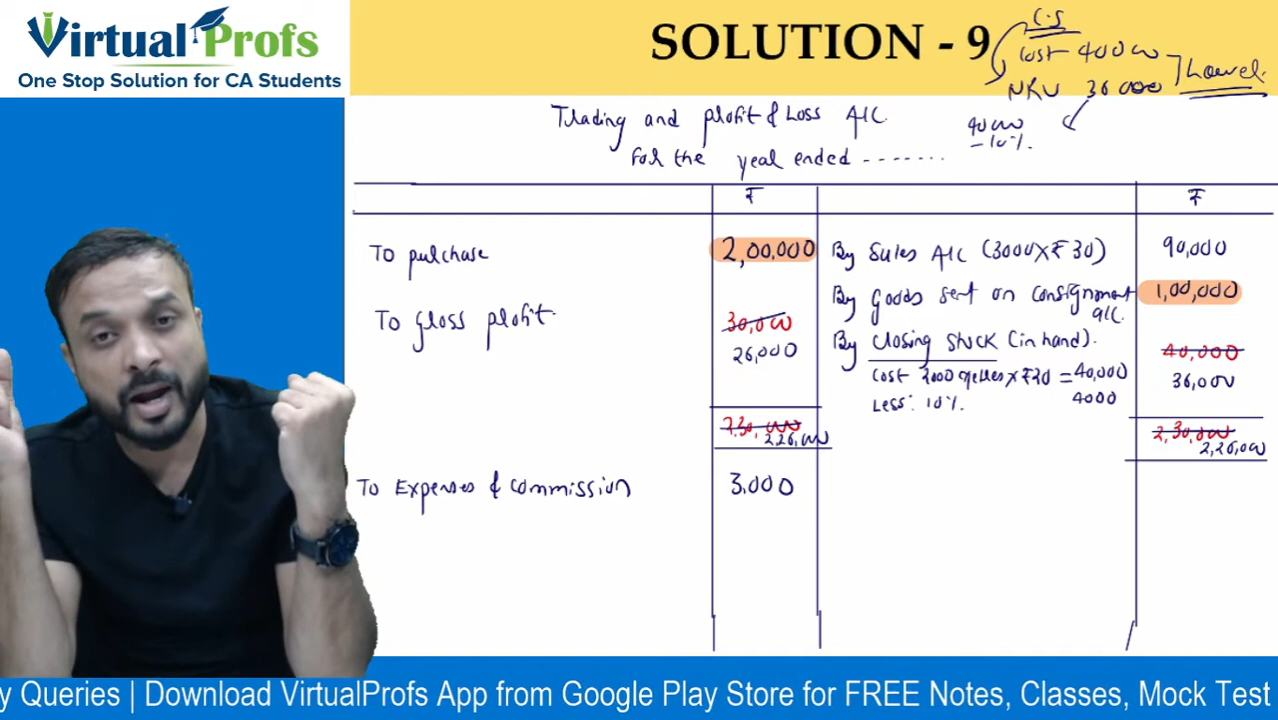 Virtual Profs
One Stop Solution for CA Students
SOLUTION - 9
C.S
Cost 40000
NRV 36000
Lower
40000
-10%.
Trading and profit & Loss A/C
For the year ended --------
₹ ₹
To purchase 2,00,000 By Sales A/C (3000×₹30) 90,000
By Goods sent on consignment a/c. 1,00,000
To Gross profit 30,000 26,000
By Closing Stock (in hand). 40,000 36,000
Cost 2000 × ₹20 = 40,000
Less: 10%. 4000
2,30,000 2,26,000 2,30,000 2,26,000
To Expenses & Commission 3,000
y Queries | Download VirtualProfs App from Google Play Store for FREE Notes, Classes, Mock Test